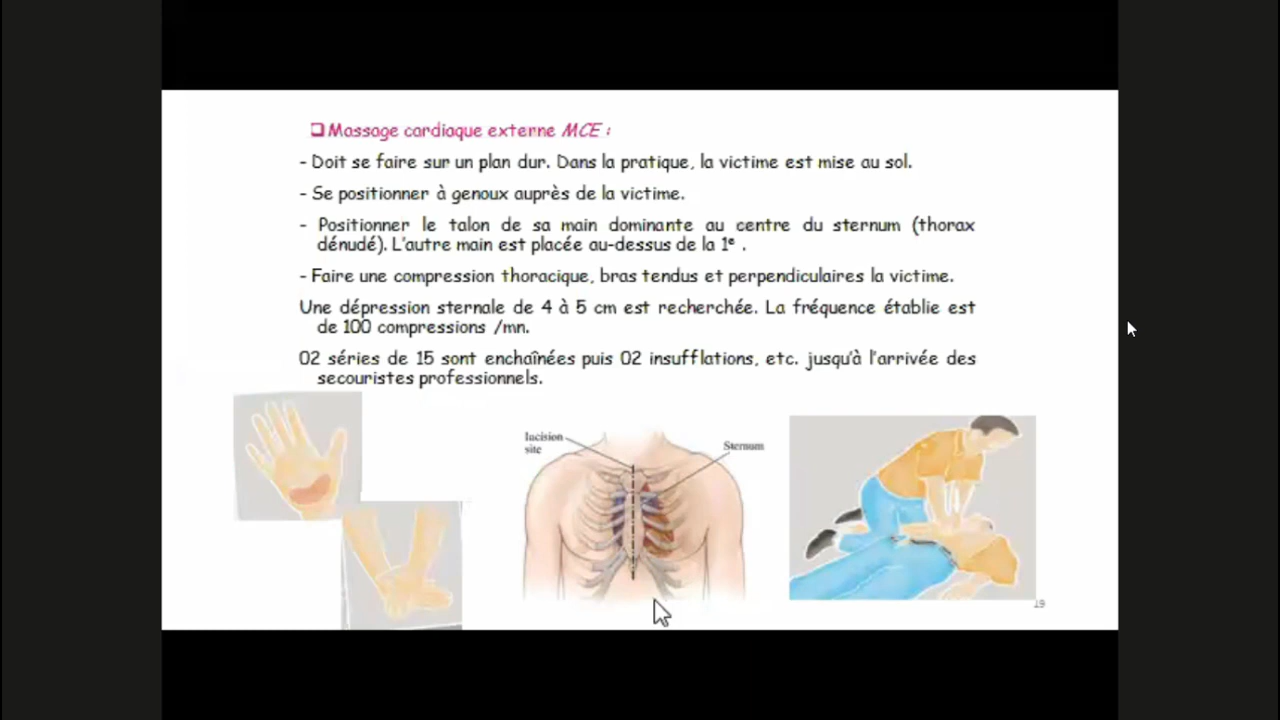 ❑Massage cardiaque externe MCE :
- Doit se faire sur un plan dur. Dans la pratique, la victime est mise au sol.
- Se positionner à genoux auprès de la victime.
- Positionner le talon de sa main dominante au centre du sternum (thorax
dénudé). L'autre main est placée au-dessus de la 1ᵉ .
- Faire une compression thoracique, bras tendus et perpendiculaires la victime.
Une dépression sternale de 4 à 5 cm est recherchée. La fréquence établie est
de 100 compressions /mn.
02 séries de 15 sont enchaînées puis 02 insufflations, etc. jusqu'à l'arrivée des
secouristes professionnels.
Incision
site
Sternum
19